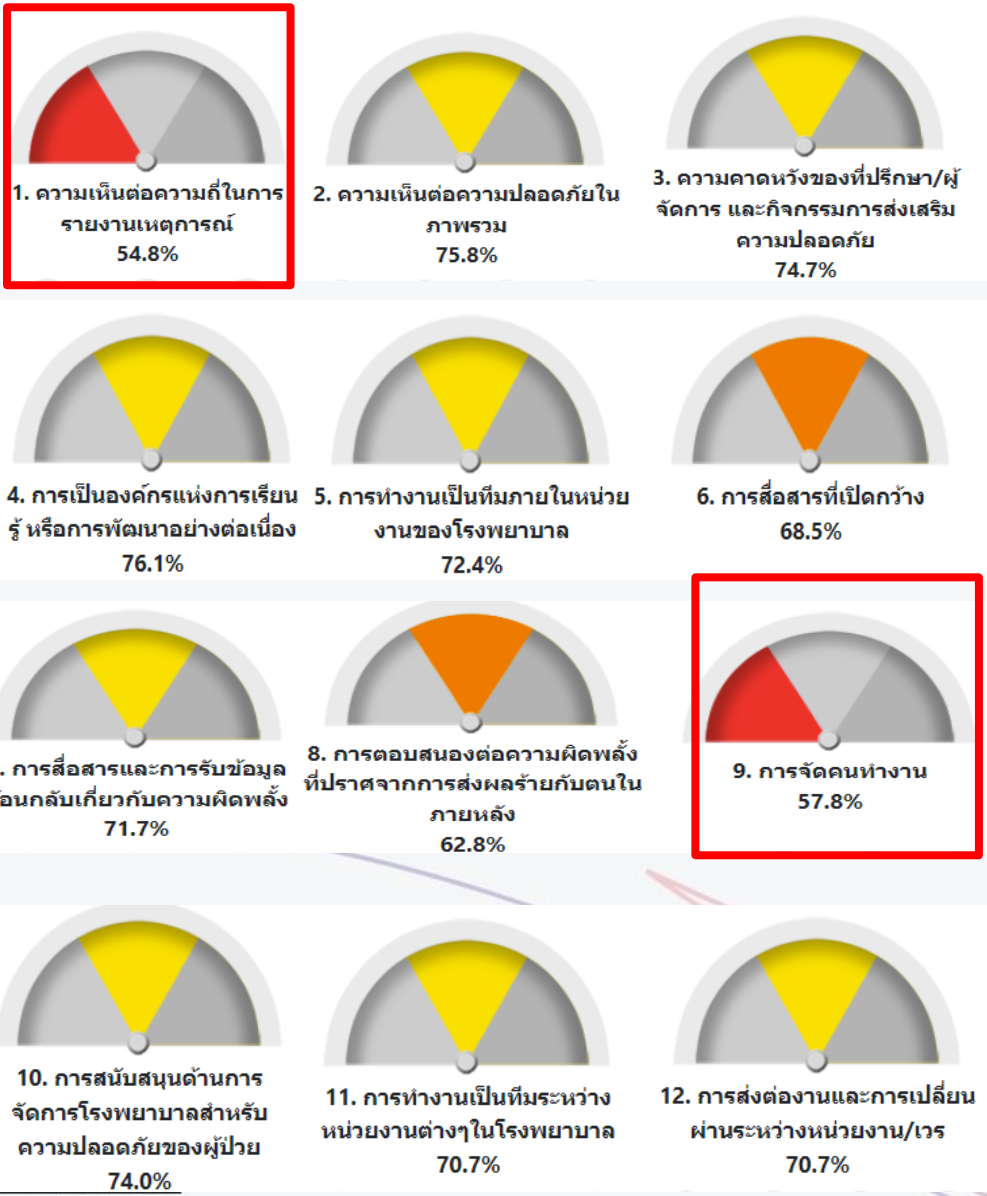 1. ความเห็นต่อความถี่ในการ
รายงานเหตุการณ์
54.8%
2. ความเห็นต่อความปลอดภัยใน
ภาพรวม
75.8%
3. ความคาดหวังของที่ปรึกษา/ผู้
จัดการ และกิจกรรมการส่งเสริม
ความปลอดภัย
74.7%
4. การเป็นองค์กรแห่งการเรียน
รู้ หรือการพัฒนาอย่างต่อเนื่อง
76.1%
5. การทำงานเป็นทีมภายในหน่วย
งานของโรงพยาบาล
72.4%
6. การสื่อสารที่เปิดกว้าง
68.5%
. การสื่อสารและการรับข้อมูล
้อนกลับเกี่ยวกับความผิดพลั้ง
71.7%
8. การตอบสนองต่อความผิดพลั้ง
ที่ปราศจากการส่งผลร้ายกับตนใน
ภายหลัง
62.8%
9. การจัดคนทำงาน
57.8%
10. การสนับสนุนด้านการ
จัดการโรงพยาบาลสำหรับ
ความปลอดภัยของผู้ป่วย
74.0%
11. การทำงานเป็นทีมระหว่าง
หน่วยงานต่างๆในโรงพยาบาล
70.7%
12. การส่งต่องานและการเปลี่ยน
ผ่านระหว่างหน่วยงาน/เวร
70.7%